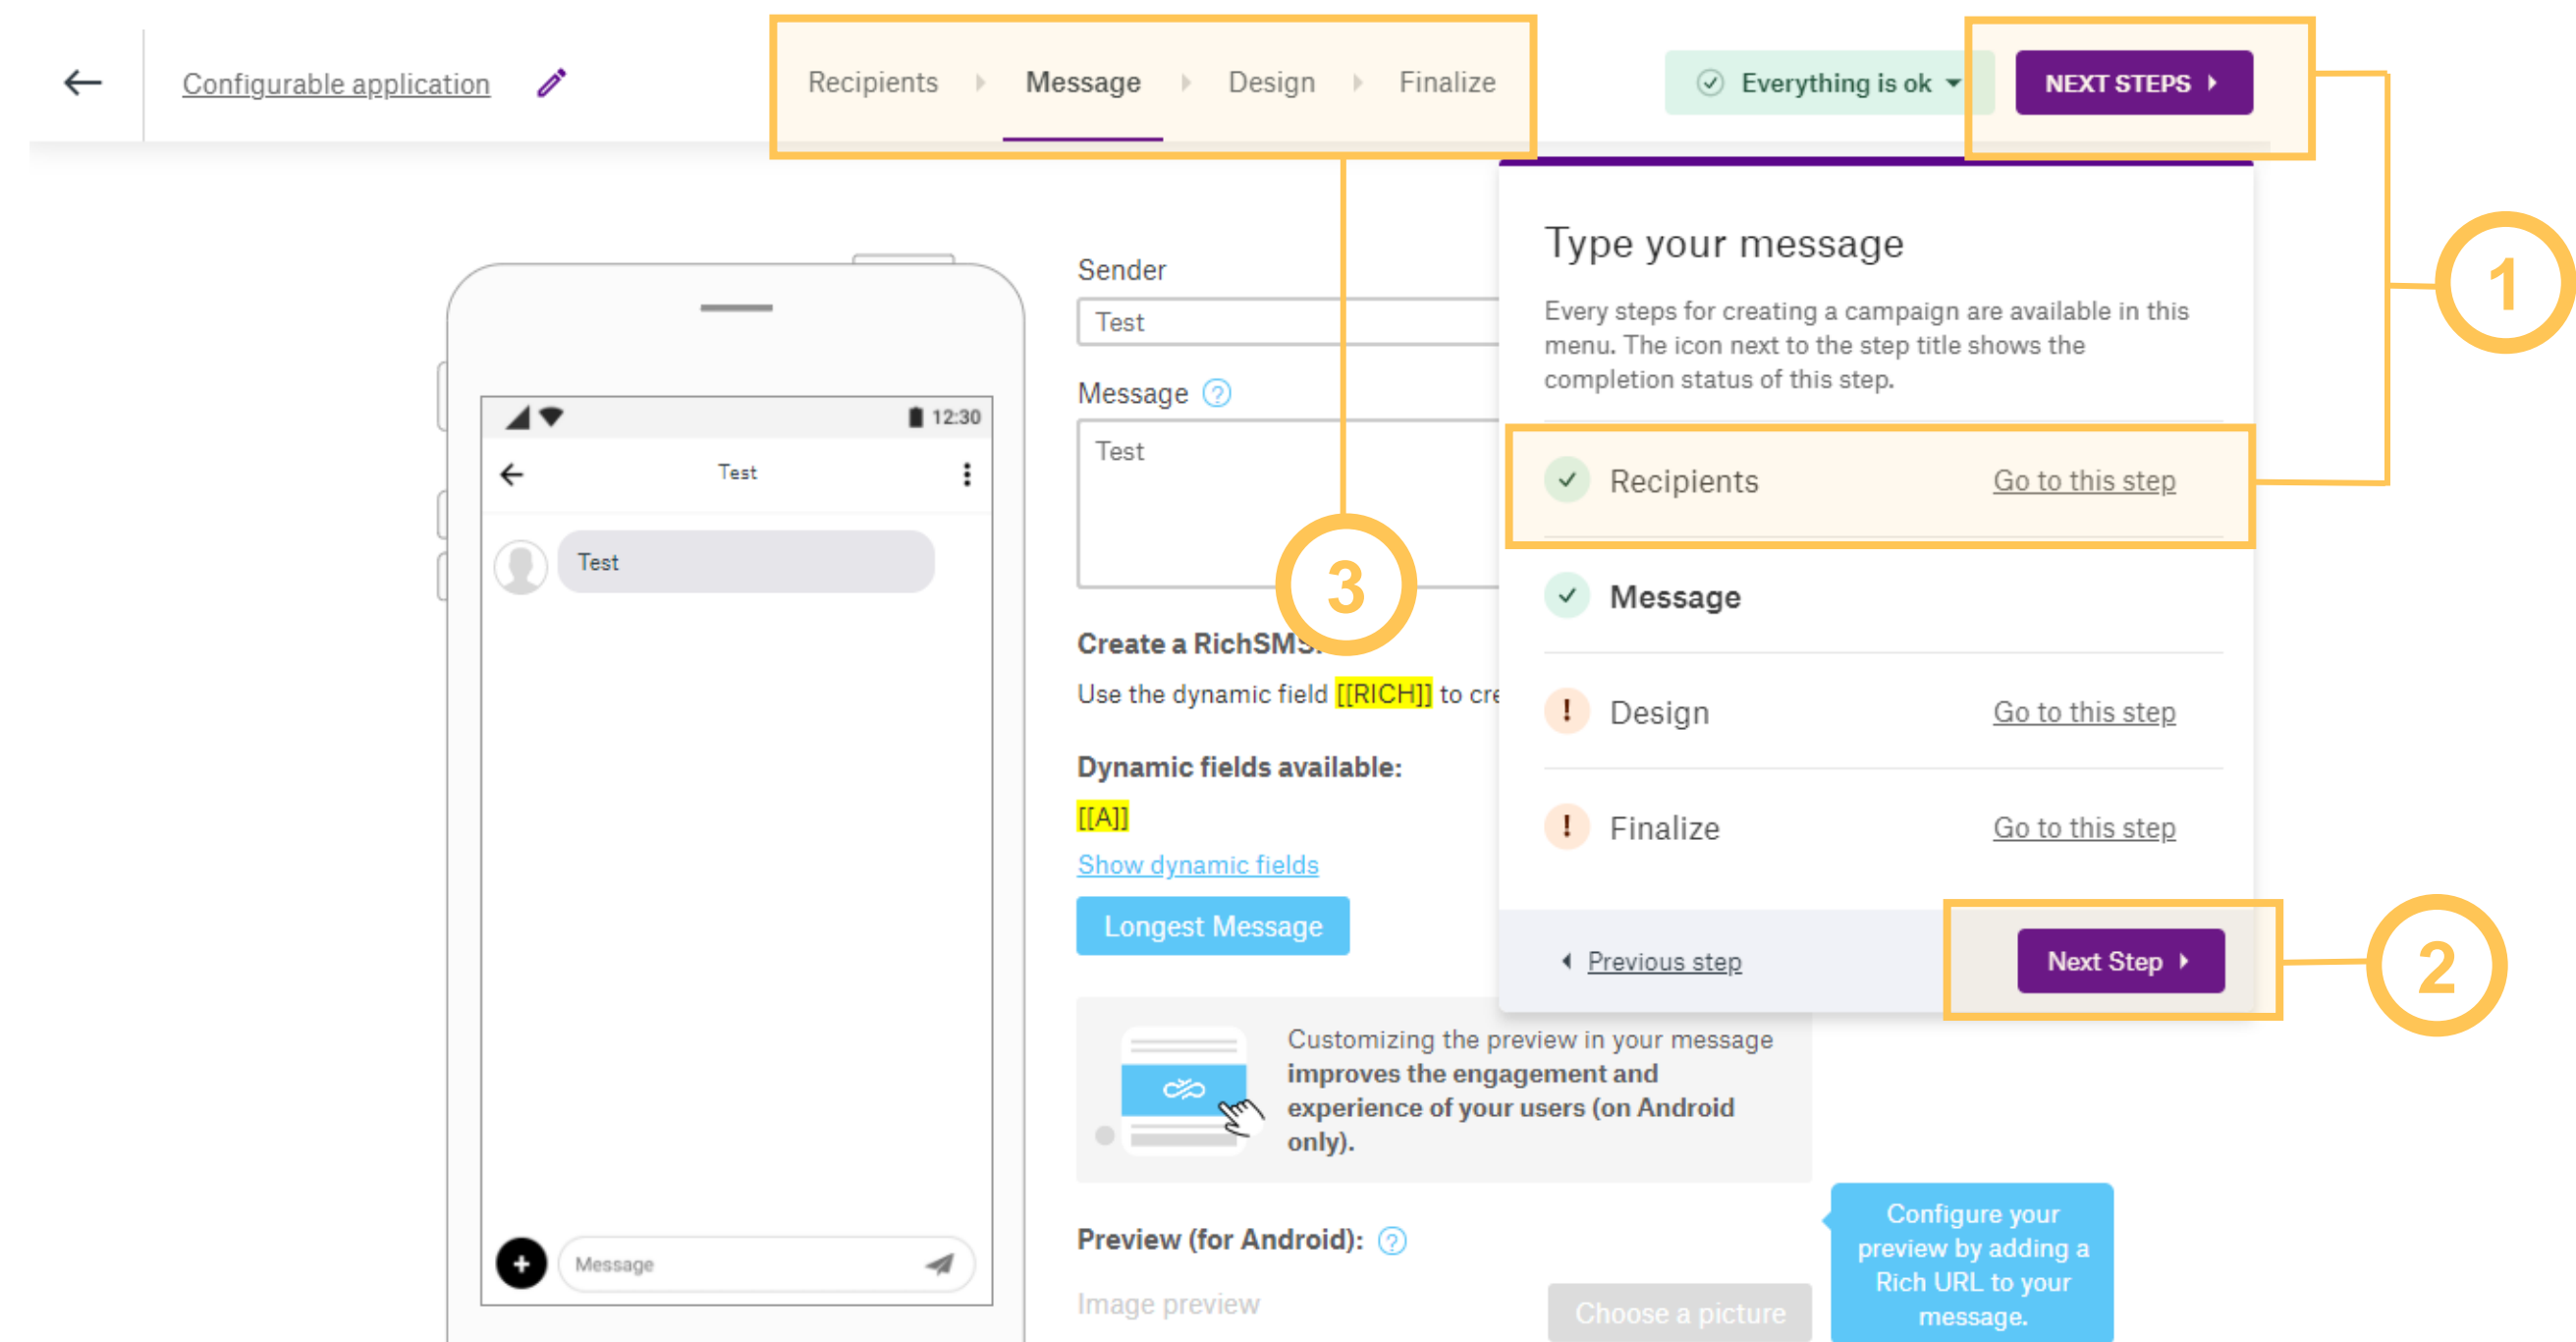 Configurable application
Recipients Message Design Finalize
Everything is ok
NEXT STEPS
1
Type your message
Every steps for creating a campaign are available in this
menu. The icon next to the step title shows the
completion status of this step.
Recipients Go to this step
Message
Design Go to this step
Finalize Go to this step
Previous step
Next Step
2
12:30
Test
Test
Message
Sender
Test
Message
Test
3
Create a RichSMS:
Use the dynamic field [[RICH]] to cre
Dynamic fields available:
[[A]]
Show dynamic fields
Longest Message
Customizing the preview in your message
improves the engagement and
experience of your users (on Android
only).
Preview (for Android):
Image preview
Choose a picture
Configure your
preview by adding a
Rich URL to your
message.